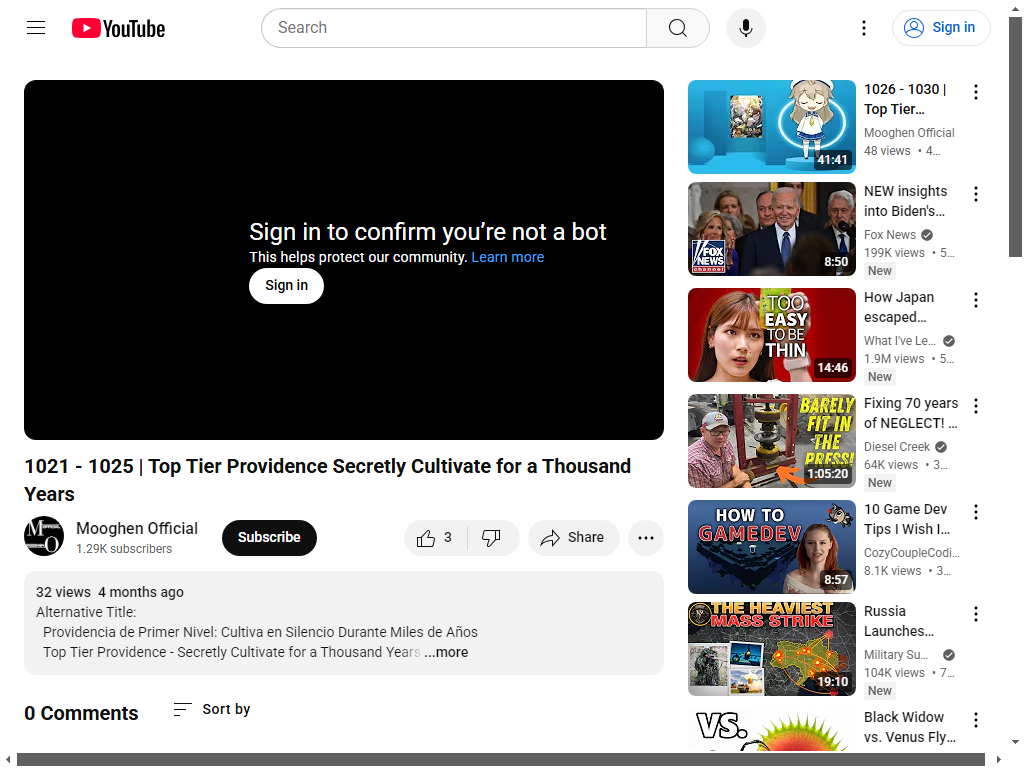 YouTube
Search
Sign in
Sign in to confirm you’re not a bot
This helps protect our community. Learn more
Sign in
1021 - 1025 | Top Tier Providence Secretly Cultivate for a Thousand
Years
Mooghen Official
1.29K subscribers
Subscribe
3
Share
32 views 4 months ago
Alternative Title:
Providencia de Primer Nivel: Cultiva en Silencio Durante Miles de Años
Top Tier Providence - Secretly Cultivate for a Thousand Years ...more
0 Comments
Sort by
41:41
1026 - 1030 |
Top Tier…
Mooghen Official
48 views • 4…
FOX
NEWS
channel
8:50
NEW insights
into Biden's…
Fox News
199K views • 5…
New
TOO
EASY
TO BE
THIN
14:46
How Japan
escaped…
What I've Le…
1.9M views • 5…
New
BARELY
FIT IN
THE
PRESS!
1:05:20
Fixing 70 years
of NEGLECT! …
Diesel Creek
64K views • 3…
New
HOW TO
GAMEDEV
8:57
10 Game Dev
Tips I Wish I…
CozyCoupleCodi…
8.1K views • 3…
THE HEAVIEST
MASS STRIKE
19:10
Russia
Launches…
Military Su…
104K views • 7…
New
VS.
Black Widow
vs. Venus Fly…